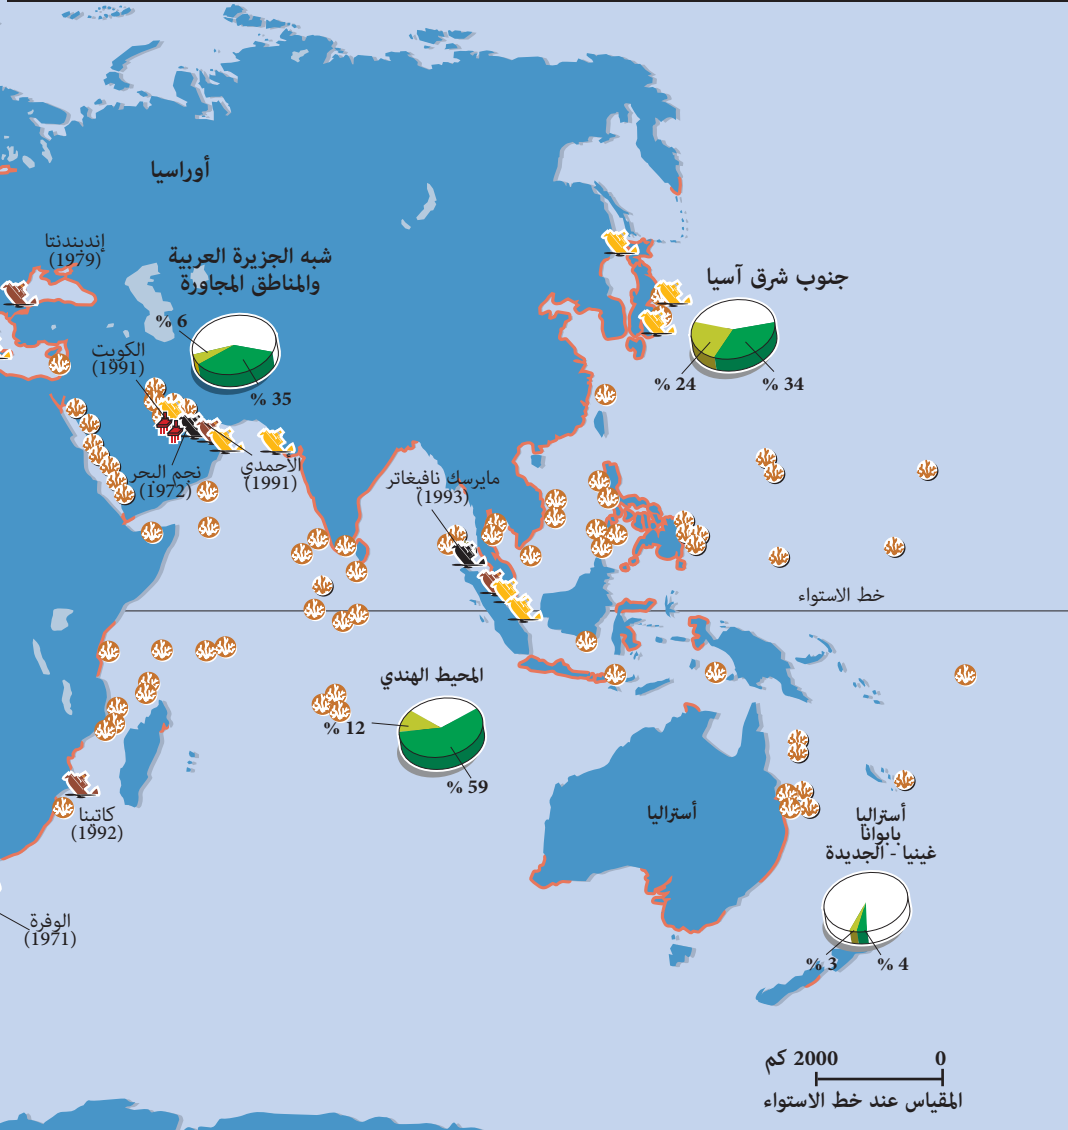 أوراسيا
إندبندنتا
(1979)
شبه الجزيرة العربية
والمناطق المجاورة
% 6
% 35
الكويت
(1991)
جنوب شرق آسيا
% 24
% 34
نجم البحر
(1972)
الأحمدي
(1991)
مايرسك نافيغاتر
(1993)
خط الاستواء
المحيط الهندي
% 12
% 59
كاتبنا
(1992)
الوفرة
(1971)
أستراليا
أستراليا
بابوانا
غينيا - الجديدة
% 3
% 4
0
2000 كم
المقياس عند خط الاستواء